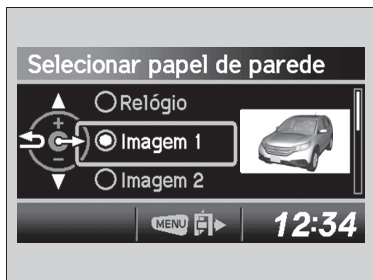 Selecionar papel de parede
Relógio
Imagem 1
Imagem 2
MENU 12:34